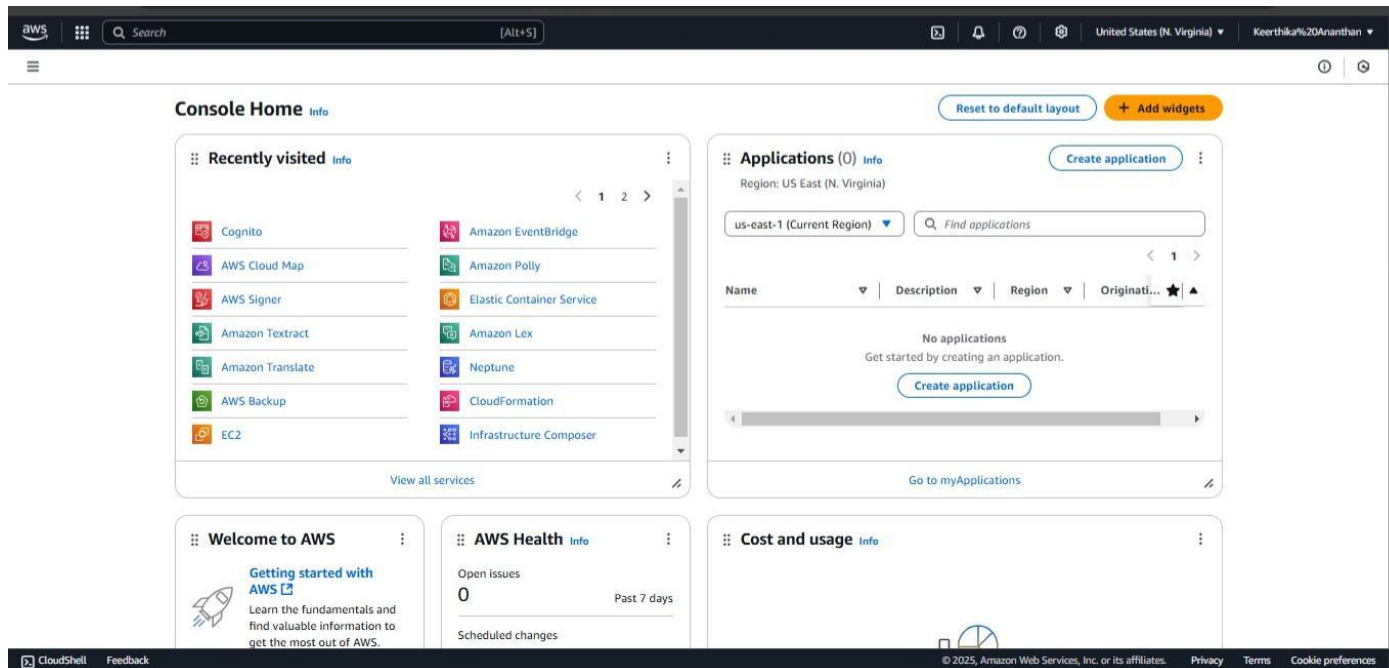 aws Search [Alt+S] United States (N. Virginia) Keerthika%20Ananthan
Console Home Info
Reset to default layout + Add widgets
Recently visited Info
1 2
Cognito Amazon EventBridge
AWS Cloud Map Amazon Polly
AWS Signer Elastic Container Service
Amazon Textract Amazon Lex
Amazon Translate Neptune
AWS Backup CloudFormation
EC2 Infrastructure Composer
View all services
Applications (0) Info Create application
Region: US East (N. Virginia)
us-east-1 (Current Region) Find applications
1
Name Description Region Originati...
No applications
Get started by creating an application.
Create application
Go to myApplications
Welcome to AWS
Getting started with
AWS
Learn the fundamentals and
find valuable information to
get the most out of AWS.
AWS Health Info
Open issues
0 Past 7 days
Scheduled changes
Cost and usage Info
CloudShell Feedback © 2025, Amazon Web Services, Inc. or its affiliates. Privacy Terms Cookie preferences